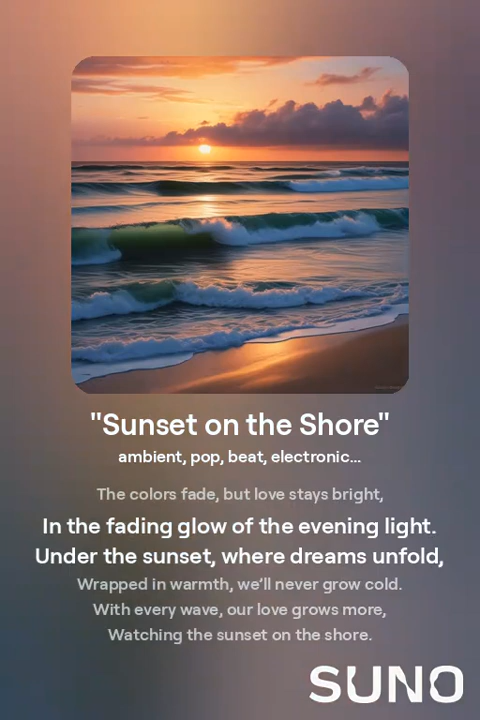 "Sunset on the Shore"
ambient, pop, beat, electronic...
The colors fade, but love stays bright,
In the fading glow of the evening light.
Under the sunset, where dreams unfold,
Wrapped in warmth, we'll never grow cold.
With every wave, our love grows more,
Watching the sunset on the shore.
SUNO